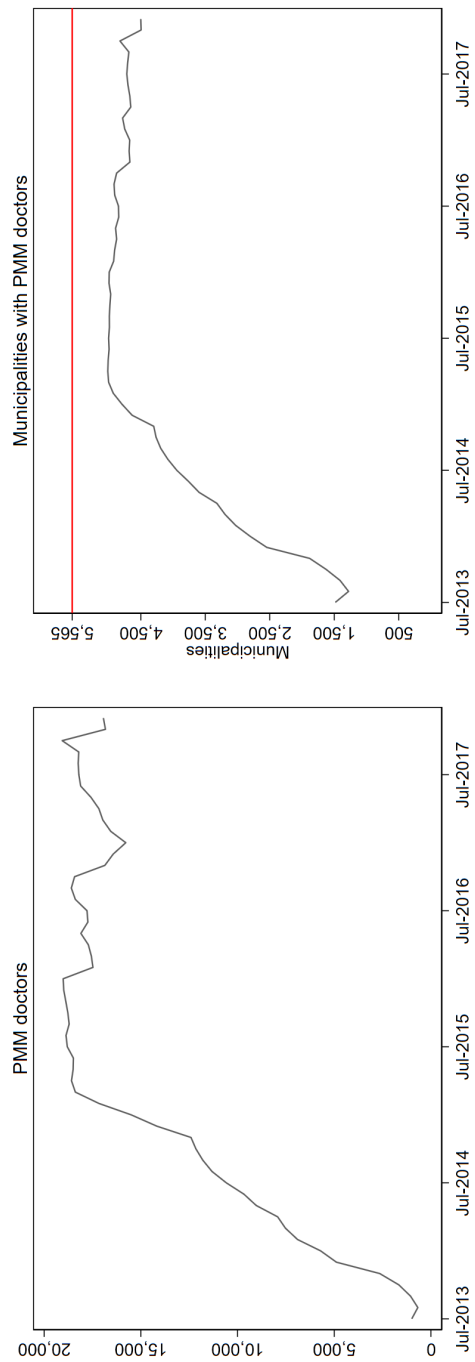 PMM doctors
20,000
15,000
10,000
5,000
0
Jul-2013
Jul-2014
Jul-2015
Jul-2016
Jul-2017
Municipalities with PMM doctors
Municipalities
5,565
4,500
3,500
2,500
1,500
500
Jul-2013
Jul-2014
Jul-2015
Jul-2016
Jul-2017